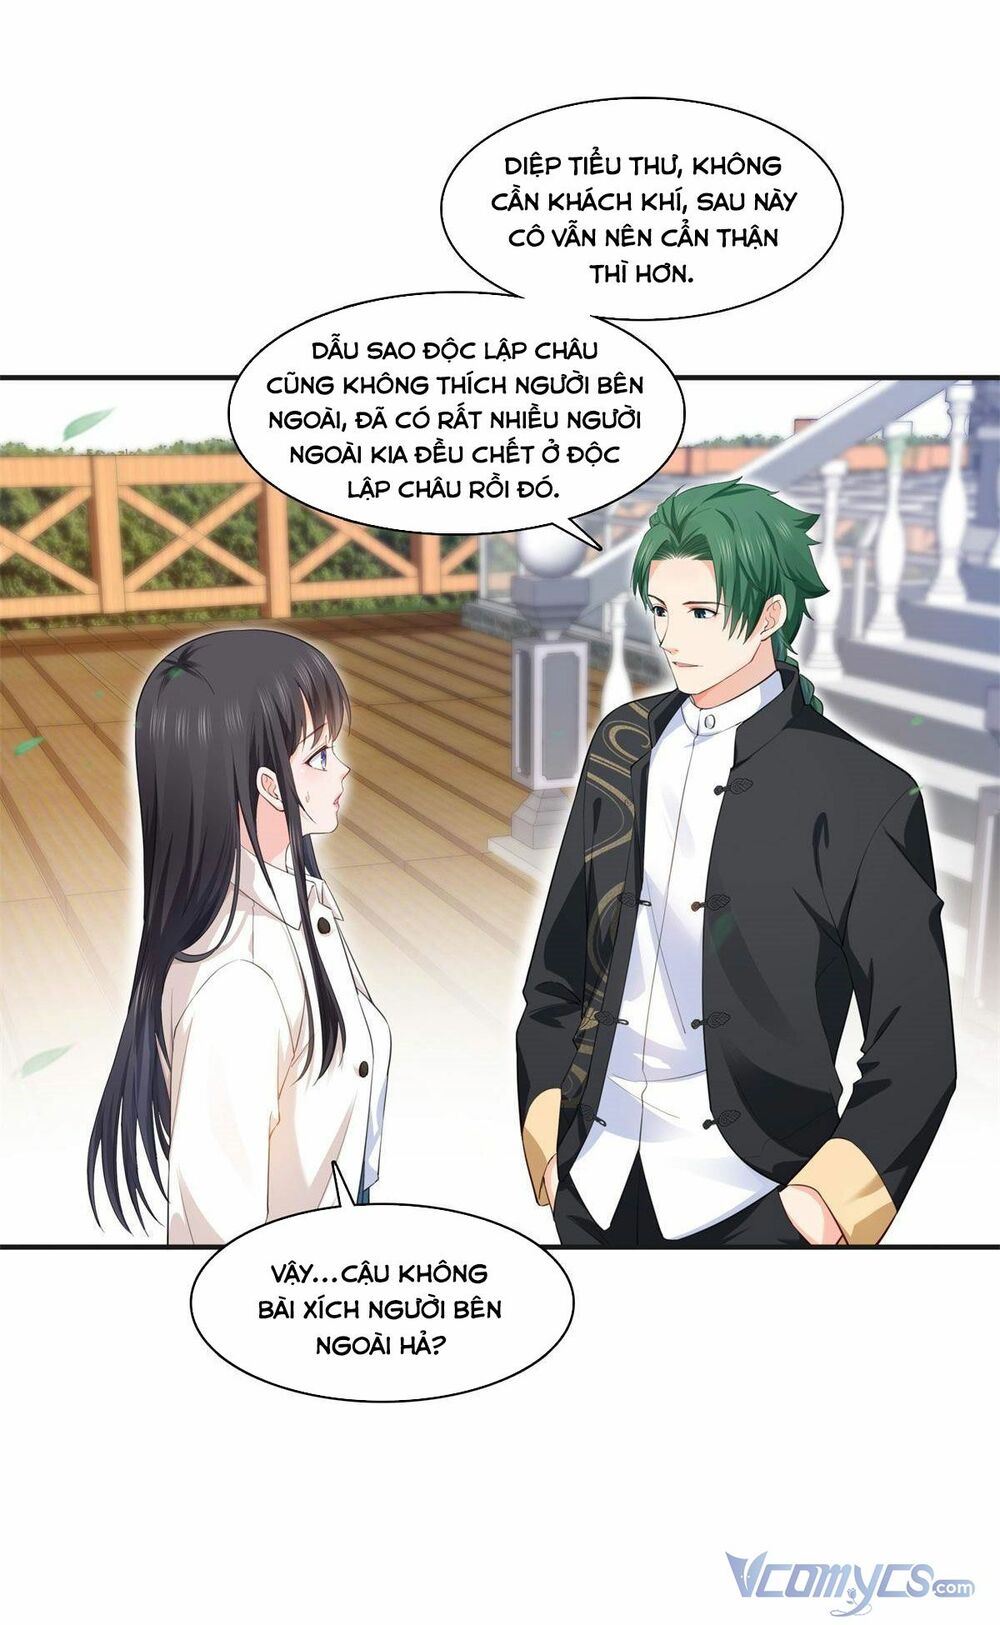 DIỆP TIỂU THƯ, KHÔNG
CẦN KHÁCH KHÍ, SAU NÀY
CÔ VẪN NÊN CẨN THẬN
THÌ HƠN.
DẪU SAO ĐỘC LẬP CHÂU
CŨNG KHÔNG THÍCH NGƯỜI BÊN
NGOÀI, ĐÃ CÓ RẤT NHIỀU NGƯỜI
NGOÀI KIA ĐỀU CHẾT Ở ĐỘC
LẬP CHÂU RỒI ĐÓ.
VẬY...CẬU KHÔNG
BÀI XÍCH NGƯỜI BÊN
NGOÀI HẢ?
VCOMYCS.com